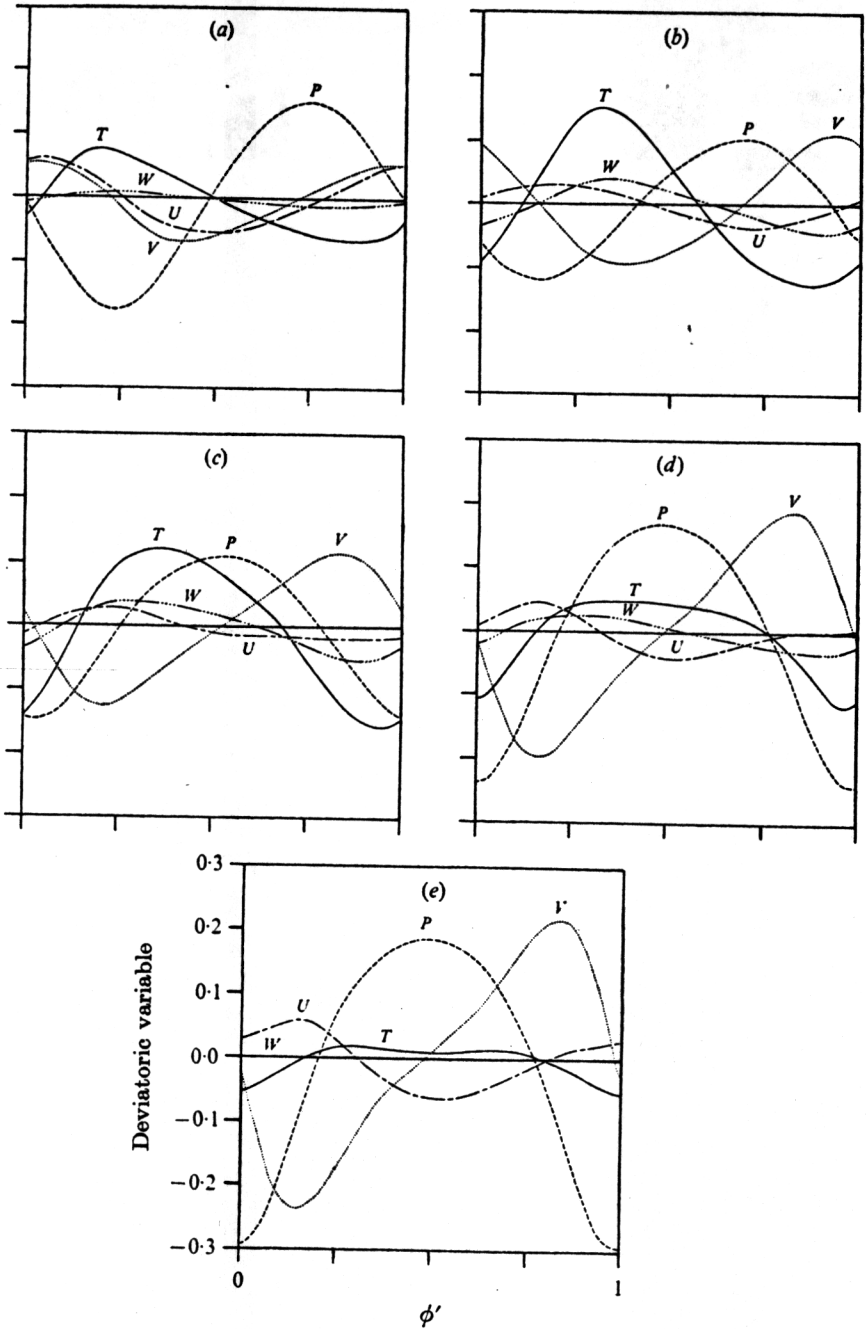 (a)
P
T
W
U
V
(b)
T
P
V
W
U
(c)
T
P
V
W
U
(d)
V
P
T
W
U
(e)
0·3
0·2
0·1
0·0
−0·1
−0·2
−0·3
Deviatoric variable
P
V
U
W
T
0
1
ϕ′